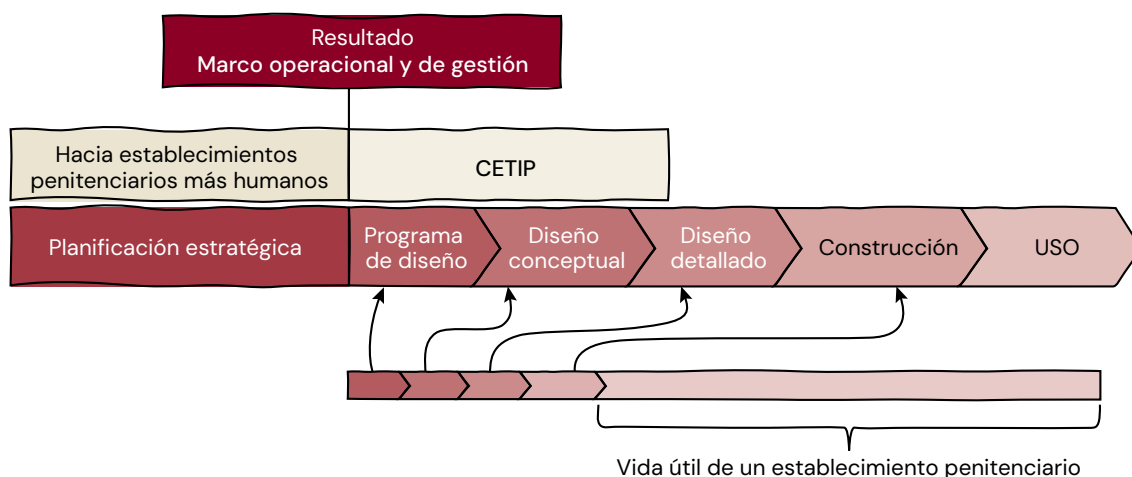 Resultado
Marco operacional y de gestión
Hacia establecimientos
penitenciarios más humanos
CETIP
Planificación estratégica
Programa
de diseño
Diseño
conceptual
Diseño
detallado
Construcción
USO
Vida útil de un establecimiento penitenciario